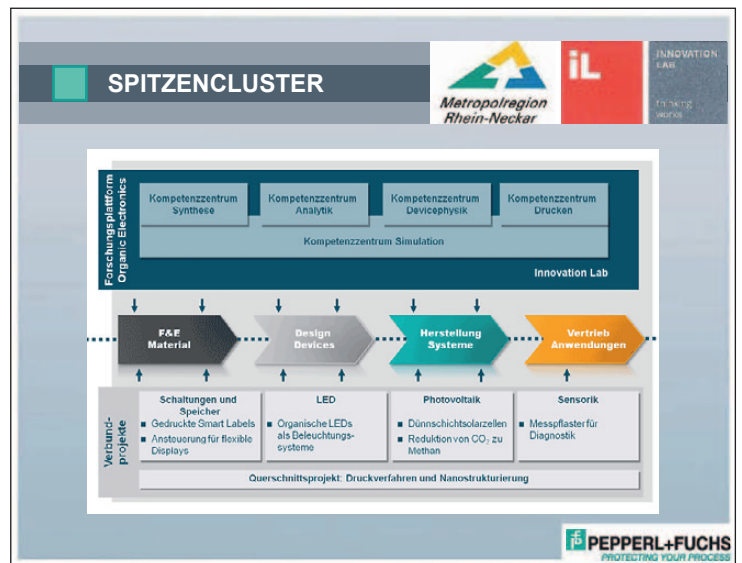 SPITZENCLUSTER
Metropolregion
Rhein-Neckar
iL
INNOVATION
LAB
thinking
works
Forschungsplattform
Organic Electronics
Kompetenzzentrum
Synthese
Kompetenzzentrum
Analytik
Kompetenzzentrum
Devicephysik
Kompetenzzentrum
Drucken
Kompetenzzentrum Simulation
Innovation Lab
F&E
Material
Design
Devices
Herstellung
Systeme
Vertrieb
Anwendungen
Verbund-
projekte
Schaltungen und
Speicher
Gedruckte Smart Labels
Ansteuerung für flexible
Displays
LED
Organische LEDs
als Beleuchtungs-
systeme
Photovoltaik
Dünnschichtsolarzellen
Reduktion von CO₂ zu
Methan
Sensorik
Messpflaster für
Diagnostik
Querschnittsprojekt: Druckverfahren und Nanostrukturierung
PEPPERL+FUCHS
PROTECTING YOUR PROCESS